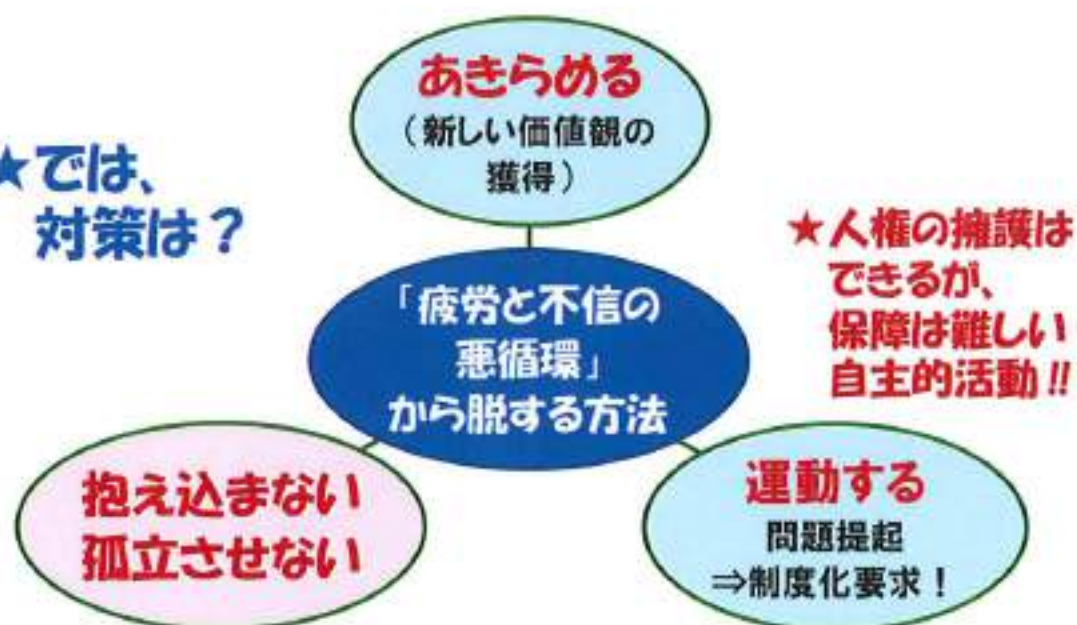 あきらめる
（新しい価値観の
獲得）
★では、
対策は？
★人権の擁護は
できるが、
保障は難しい
自主的活動!!
「疲労と不信の
悪循環」
から脱する方法
抱え込まない
孤立させない
運動する
問題提起
⇒制度化要求！